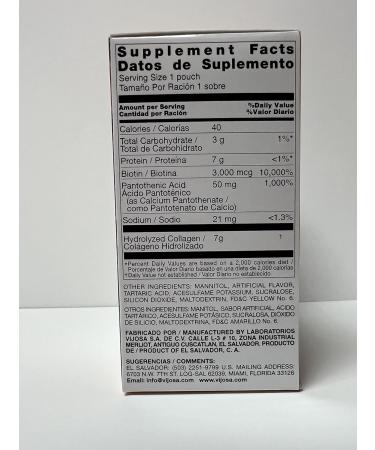 Supplement Facts
Datos de Suplemento
Serving Size 1 pouch
Tamaño Por Ración 1 sobre
Amount per Serving %Daily Value
Cantidad por Ración %Valor Diario
Calories / Calorías 40
Total Carbohydrate / 3 g 1%*
Total de Carbohidrato
Protein / Proteína 7 g <1%*
Biotin / Biotina 3,000 mcg 10,000%
Pantothenic Acid 50 mg 1,000%
Ácido Pantoténico
(as Calcium Pantothenate /
como Pantotenato de Calcio)
Sodium / Sodio 21 mg <1.3%
Hydrolyzed Collagen / 7g †
Colágeno Hidrolizado
*Percent Daily Values are based on a 2,000 calories died /
Porcentaje de Valor Diario basado en una dieta de 2,000 calorías
†Daily Value not established / Valor Diario no establecido
OTHER INGREDIENTS: MANNITOL, ARTIFICIAL FLAVOR,
TARTARIC ACID, ACESULFAME POTASSIUM, SUCRALOSE,
SILICON DIOXIDE, MALTODEXTRIN, FD&C YELLOW No. 6.
OTROS INGREDIENTES: MANITOL, SABOR ARTIFICIAL, ACIDO
TARTÁRICO, ACESULFAME POTÁSICO, SUCRALOSA, DIOXIDO
DE SILICIO, MALTODEXTRINA, FD&C AMARILLO No. 6.
FABRICADO POR / MANUFACTURED BY LABORATORIOS
VIJOSA S.A. DE C.V. CALLE L-3 # 10, ZONA INDUSTRIAL
MERLIOT, ANTIGUO CUSCATLAN, EL SALVADOR. PRODUCTO
DE / PRODUCT OF EL SALVADOR, C. A.
SUGERENCIAS / COMMENTS:
EL SALVADOR: (503) 2251-9799 U.S. MAILING ADDRESS:
6703 N.W. 7TH ST. LOG-SAL 62039, MIAMI, FLORIDA 33126
Email: info@vijosa.com, www.vijosa.com